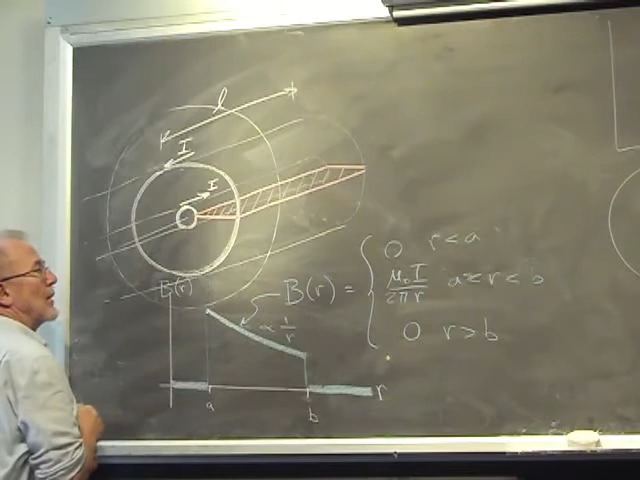 l
I
I
B(r)
B(r) = { 0 r < a
μ₀I/2πr a < r < b
0 r > b
∝ 1/r
r
a b